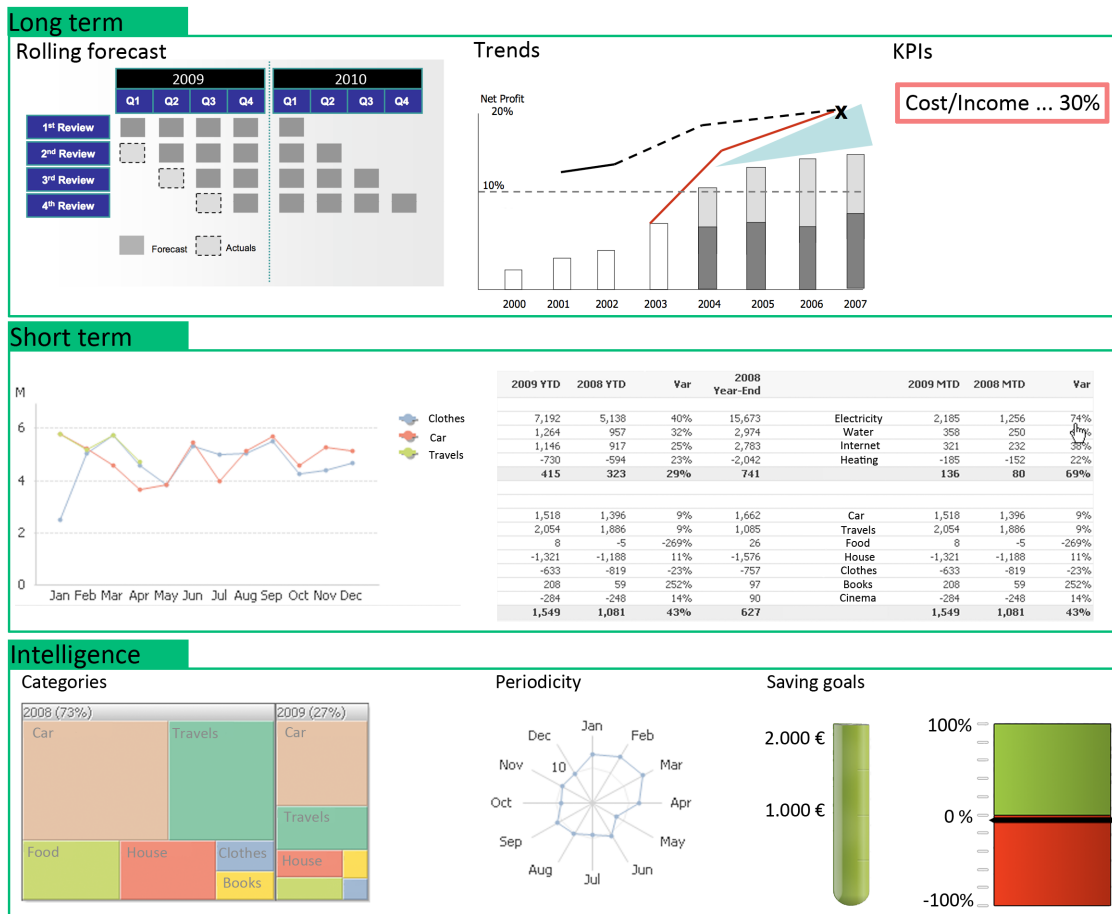 Long term
Rolling forecast
2009 2010
Q1 Q2 Q3 Q4 Q1 Q2 Q3 Q4
1st Review
2nd Review
3rd Review
4th Review
Forecast Actuals
Trends
Net Profit
20%
X
10%
2000 2001 2002 2003 2004 2005 2006 2007
KPIs
Cost/Income ... 30%
Short term
M
6
4
2
0
Jan Feb Mar Apr May Jun Jul Aug Sep Oct Nov Dec
Clothes
Car
Travels
2009 YTD 2008 YTD Var 2008 Year-End 2009 MTD 2008 MTD Var
7,192 5,138 40% 15,673 Electricity 2,185 1,256 74%
1,264 957 32% 2,974 Water 358 250
1,146 917 25% 2,783 Internet 321 232 38%
-730 -594 23% -2,042 Heating -185 -152 22%
415 323 29% 741 136 80 69%
1,518 1,396 9% 1,662 Car 1,518 1,396 9%
2,054 1,886 9% 1,085 Travels 2,054 1,886 9%
8 -5 -269% 26 Food 8 -5 -269%
-1,321 -1,188 11% -1,576 House -1,321 -1,188 11%
-633 -819 -23% -757 Clothes -633 -819 -23%
208 59 252% 97 Books 208 59 252%
-284 -248 14% 90 Cinema -284 -248 14%
1,549 1,081 43% 627 1,549 1,081 43%
Intelligence
Categories
2008 (73%) 2009 (27%)
Car Travels Car
Travels
Food House Clothes House
Books
Periodicity
Jan
Feb
Mar
Apr
May
Jun
Jul
Aug
Sep
Oct
Nov
Dec
10
Saving goals
2.000 €
1.000 €
100%
0 %
-100%